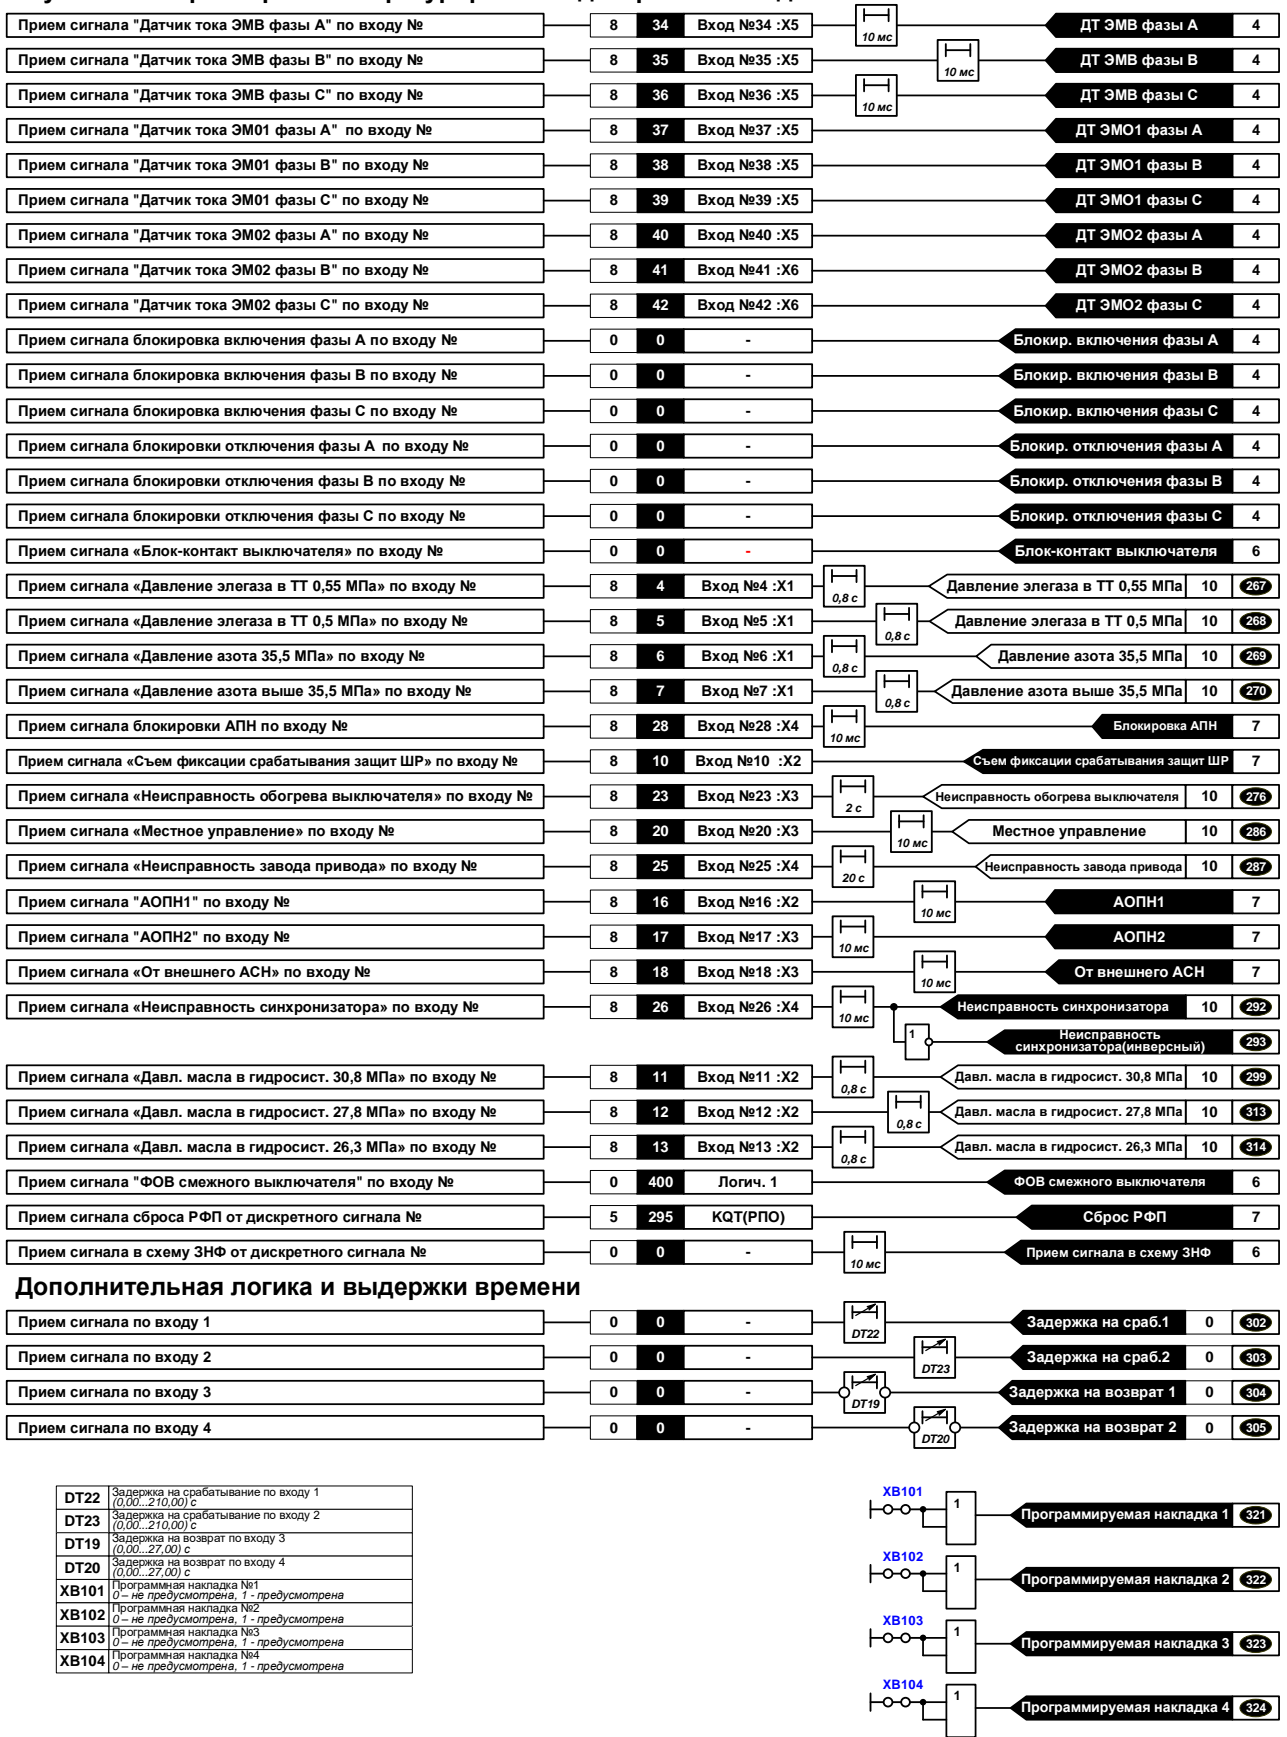 Прием сигнала "Датчик тока ЭМВ фазы А" по входу № 8 34 Вход №34 :X5 10 мс ДТ ЭМВ фазы А 4
Прием сигнала "Датчик тока ЭМВ фазы В" по входу № 8 35 Вход №35 :X5 10 мс ДТ ЭМВ фазы В 4
Прием сигнала "Датчик тока ЭМВ фазы С" по входу № 8 36 Вход №36 :X5 10 мс ДТ ЭМВ фазы С 4
Прием сигнала "Датчик тока ЭМ01 фазы А" по входу № 8 37 Вход №37 :X5 ДТ ЭМО1 фазы А 4
Прием сигнала "Датчик тока ЭМ01 фазы В" по входу № 8 38 Вход №38 :X5 ДТ ЭМО1 фазы В 4
Прием сигнала "Датчик тока ЭМ01 фазы С" по входу № 8 39 Вход №39 :X5 ДТ ЭМО1 фазы С 4
Прием сигнала "Датчик тока ЭМ02 фазы А" по входу № 8 40 Вход №40 :X5 ДТ ЭМО2 фазы А 4
Прием сигнала "Датчик тока ЭМ02 фазы В" по входу № 8 41 Вход №41 :X6 ДТ ЭМО2 фазы В 4
Прием сигнала "Датчик тока ЭМ02 фазы С" по входу № 8 42 Вход №42 :X6 ДТ ЭМО2 фазы С 4
Прием сигнала блокировка включения фазы А по входу № 0 0 - Блокир. включения фазы А 4
Прием сигнала блокировка включения фазы В по входу № 0 0 - Блокир. включения фазы В 4
Прием сигнала блокировка включения фазы С по входу № 0 0 - Блокир. включения фазы С 4
Прием сигнала блокировки отключения фазы А по входу № 0 0 - Блокир. отключения фазы А 4
Прием сигнала блокировки отключения фазы В по входу № 0 0 - Блокир. отключения фазы В 4
Прием сигнала блокировки отключения фазы С по входу № 0 0 - Блокир. отключения фазы С 4
Прием сигнала «Блок-контакт выключателя» по входу № 0 0 - Блок-контакт выключателя 6
Прием сигнала «Давление элегаза в ТТ 0,55 МПа» по входу № 8 4 Вход №4 :X1 0,8 с Давление элегаза в ТТ 0,55 МПа 10 267
Прием сигнала «Давление элегаза в ТТ 0,5 МПа» по входу № 8 5 Вход №5 :X1 0,8 с Давление элегаза в ТТ 0,5 МПа 10 268
Прием сигнала «Давление азота 35,5 МПа» по входу № 8 6 Вход №6 :X1 0,8 с Давление азота 35,5 МПа 10 269
Прием сигнала «Давление азота выше 35,5 МПа» по входу № 8 7 Вход №7 :X1 0,8 с Давление азота выше 35,5 МПа 10 270
Прием сигнала блокировки АПН по входу № 8 28 Вход №28 :X4 10 мс Блокировка АПН 7
Прием сигнала «Съем фиксации срабатывания защит ШР» по входу № 8 10 Вход №10 :X2 Съем фиксации срабатывания защит ШР 7
Прием сигнала «Неисправность обогрева выключателя» по входу № 8 23 Вход №23 :X3 2 с Неисправность обогрева выключателя 10 276
Прием сигнала «Местное управление» по входу № 8 20 Вход №20 :X3 10 мс Местное управление 10 286
Прием сигнала «Неисправность завода привода» по входу № 8 25 Вход №25 :X4 20 с Неисправность завода привода 10 287
Прием сигнала "АОПН1" по входу № 8 16 Вход №16 :X2 10 мс АОПН1 7
Прием сигнала "АОПН2" по входу № 8 17 Вход №17 :X3 10 мс АОПН2 7
Прием сигнала «От внешнего АСН» по входу № 8 18 Вход №18 :X3 10 мс От внешнего АСН 7
Прием сигнала «Неисправность синхронизатора» по входу № 8 26 Вход №26 :X4 10 мс Неисправность синхронизатора 10 292
1 Неисправность
синхронизатора(инверсный) 293
Прием сигнала «Давл. масла в гидросист. 30,8 МПа» по входу № 8 11 Вход №11 :X2 0,8 с Давл. масла в гидросист. 30,8 МПа 10 299
Прием сигнала «Давл. масла в гидросист. 27,8 МПа» по входу № 8 12 Вход №12 :X2 0,8 с Давл. масла в гидросист. 27,8 МПа 10 313
Прием сигнала «Давл. масла в гидросист. 26,3 МПа» по входу № 8 13 Вход №13 :X2 0,8 с Давл. масла в гидросист. 26,3 МПа 10 314
Прием сигнала "ФОВ смежного выключателя" по входу № 0 400 Логич. 1 ФОВ смежного выключателя 6
Прием сигнала сброса РФП от дискретного сигнала № 5 295 KQT(РПО) Сброс РФП 7
Прием сигнала в схему ЗНФ от дискретного сигнала № 0 0 - 10 мс Прием сигнала в схему ЗНФ 6
Дополнительная логика и выдержки времени
Прием сигнала по входу 1 0 0 - DT22 Задержка на сраб.1 0 302
Прием сигнала по входу 2 0 0 - DT23 Задержка на сраб.2 0 303
Прием сигнала по входу 3 0 0 - DT19 Задержка на возврат 1 0 304
Прием сигнала по входу 4 0 0 - DT20 Задержка на возврат 2 0 305
DT22 Задержка на срабатывание по входу 1
(0,00...210,00) с
DT23 Задержка на срабатывание по входу 2
(0,00...210,00) с
DT19 Задержка на возврат по входу 3
(0,00...27,00) с
DT20 Задержка на возврат по входу 4
(0,00...27,00) с
XB101 Программная накладка №1
0 – не предусмотрена, 1 - предусмотрена
XB102 Программная накладка №2
0 – не предусмотрена, 1 - предусмотрена
XB103 Программная накладка №3
0 – не предусмотрена, 1 - предусмотрена
XB104 Программная накладка №4
0 – не предусмотрена, 1 - предусмотрена
XB101 1 Программируемая накладка 1 321
XB102 1 Программируемая накладка 2 322
XB103 1 Программируемая накладка 3 323
XB104 1 Программируемая накладка 4 324